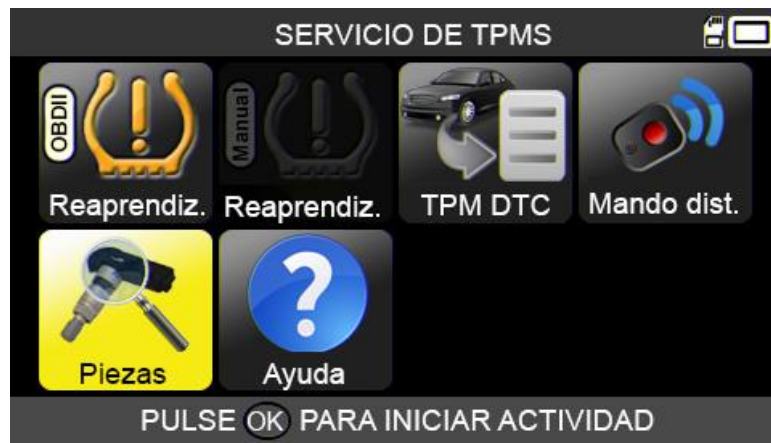 SERVICIO DE TPMS
OBDII
Reaprendiz.
Manual
Reaprendiz.
TPM DTC
Mando dist.
Piezas
?
Ayuda
PULSE OK PARA INICIAR ACTIVIDAD